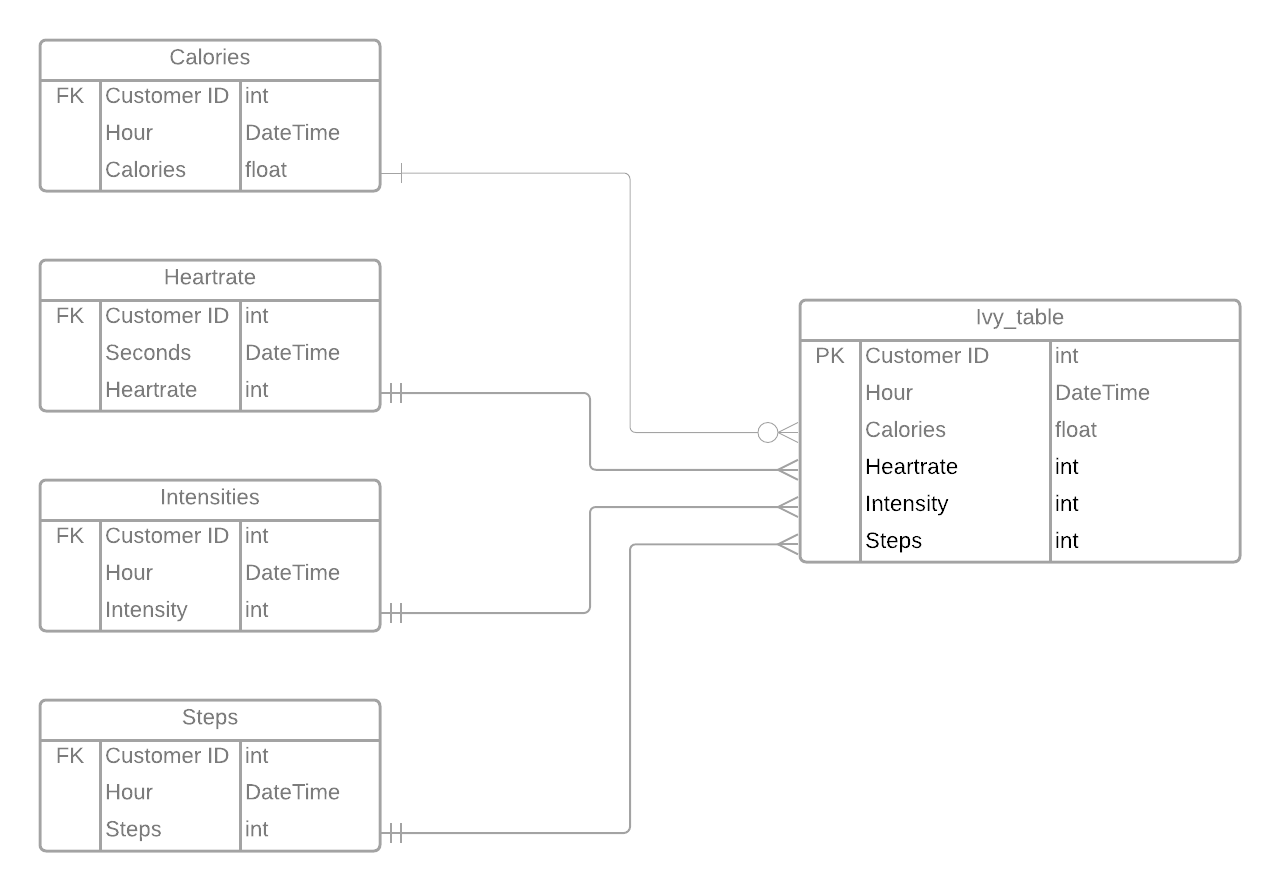 Calories
FK Customer ID int
Hour DateTime
Calories float
Heartrate
FK Customer ID int
Seconds DateTime
Heartrate int
Intensities
FK Customer ID int
Hour DateTime
Intensity int
Steps
FK Customer ID int
Hour DateTime
Steps int
Ivy_table
PK Customer ID int
Hour DateTime
Calories float
Heartrate int
Intensity int
Steps int